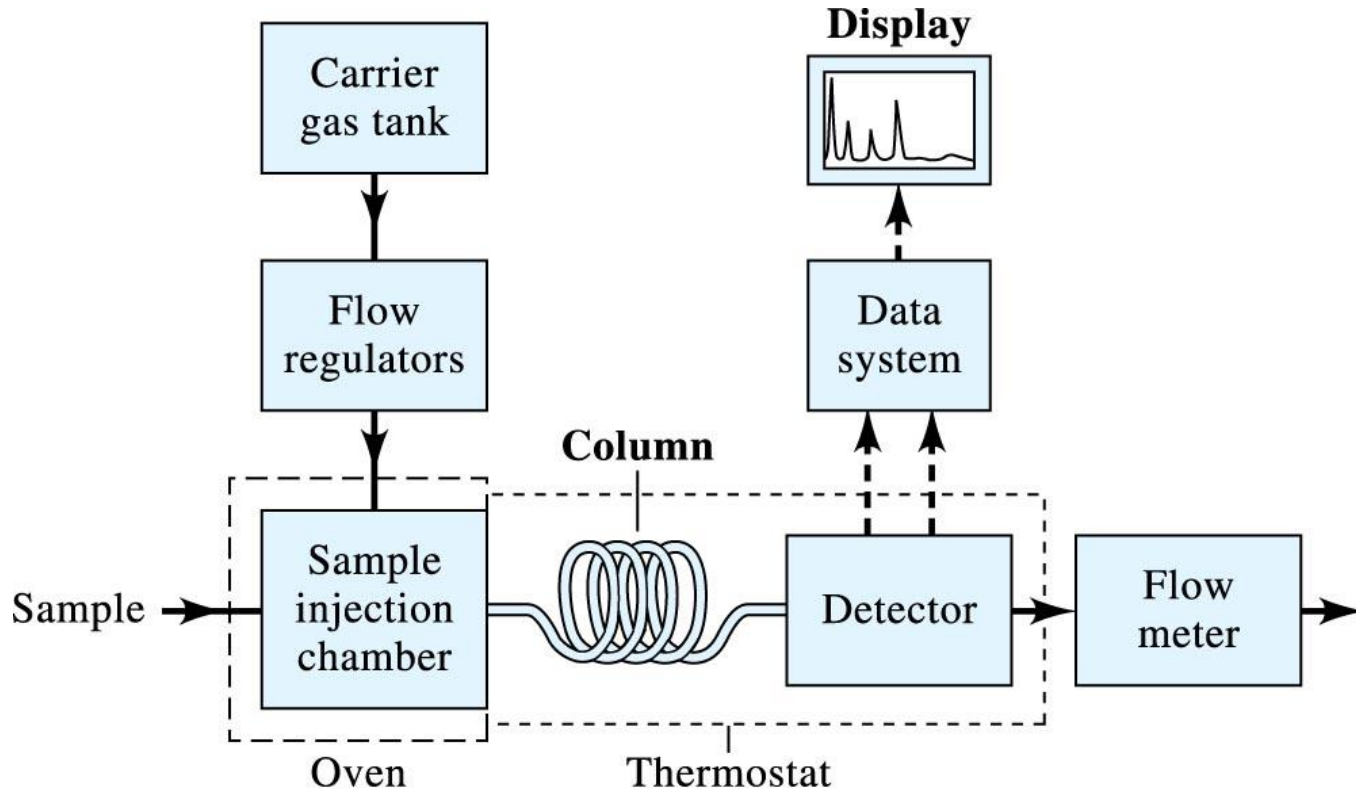 Display
Carrier
gas tank
Flow
regulators
Data
system
Column
Sample
Sample
injection
chamber
Detector
Flow
meter
Oven
Thermostat